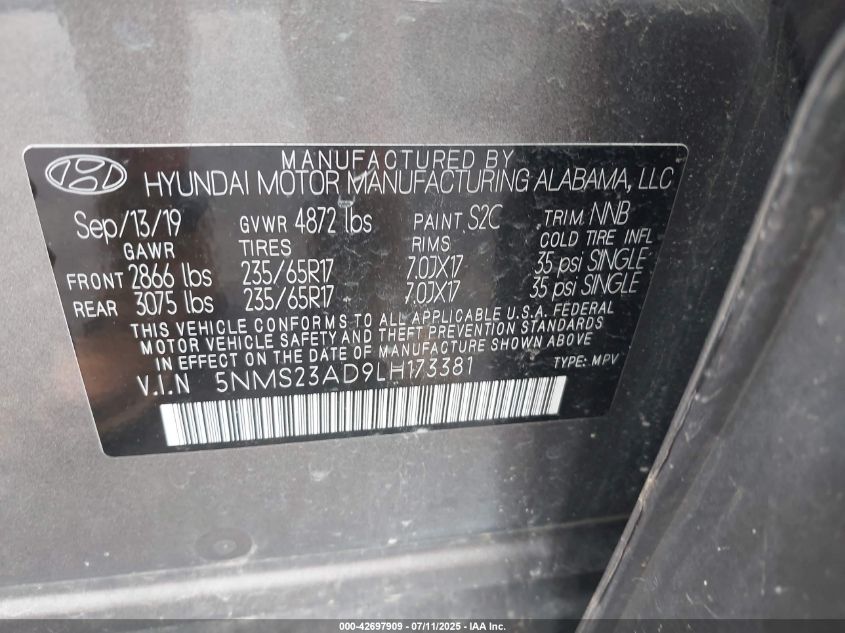 MANUFACTURED BY
HYUNDAI MOTOR MANUFACTURING ALABAMA, LLC
Sep/13/19 GVWR 4872 lbs PAINT S2C TRIM NNB
GAWR TIRES RIMS COLD TIRE INFL
FRONT 2866 lbs 235/65R17 7.0JX17 35 psi SINGLE
REAR 3075 lbs 235/65R17 7.0JX17 35 psi SINGLE
THIS VEHICLE CONFORMS TO ALL APPLICABLE U.S.A. FEDERAL
MOTOR VEHICLE SAFETY AND THEFT PREVENTION STANDARDS
IN EFFECT ON THE DATE OF MANUFACTURE SHOWN ABOVE.
V.I.N 5NMS23AD9LH173381 TYPE: MPV
000-42697909 - 07/11/2025 - IAA Inc.